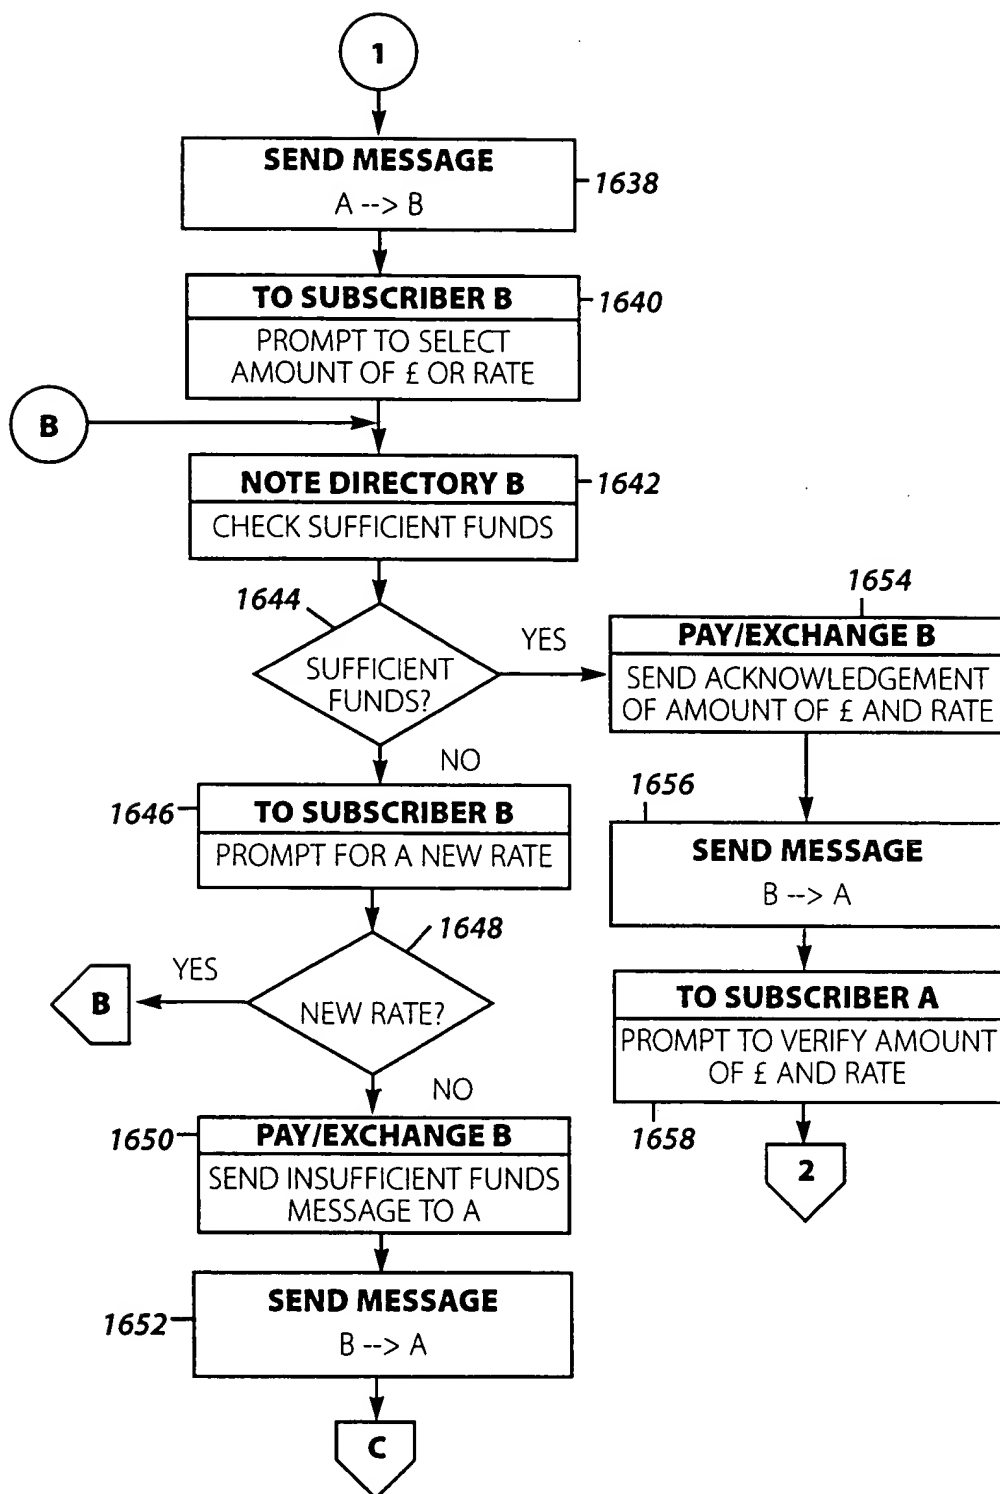 1
SEND MESSAGE
A --> B
1638
TO SUBSCRIBER B
1640
PROMPT TO SELECT
AMOUNT OF £ OR RATE
B
NOTE DIRECTORY B
1642
CHECK SUFFICIENT FUNDS
1644
SUFFICIENT
FUNDS?
YES
NO
1646
TO SUBSCRIBER B
PROMPT FOR A NEW RATE
1648
NEW RATE?
YES
B
NO
1650
PAY/EXCHANGE B
SEND INSUFFICIENT FUNDS
MESSAGE TO A
1652
SEND MESSAGE
B --> A
C
1654
PAY/EXCHANGE B
SEND ACKNOWLEDGEMENT
OF AMOUNT OF £ AND RATE
1656
SEND MESSAGE
B --> A
TO SUBSCRIBER A
PROMPT TO VERIFY AMOUNT
OF £ AND RATE
1658
2